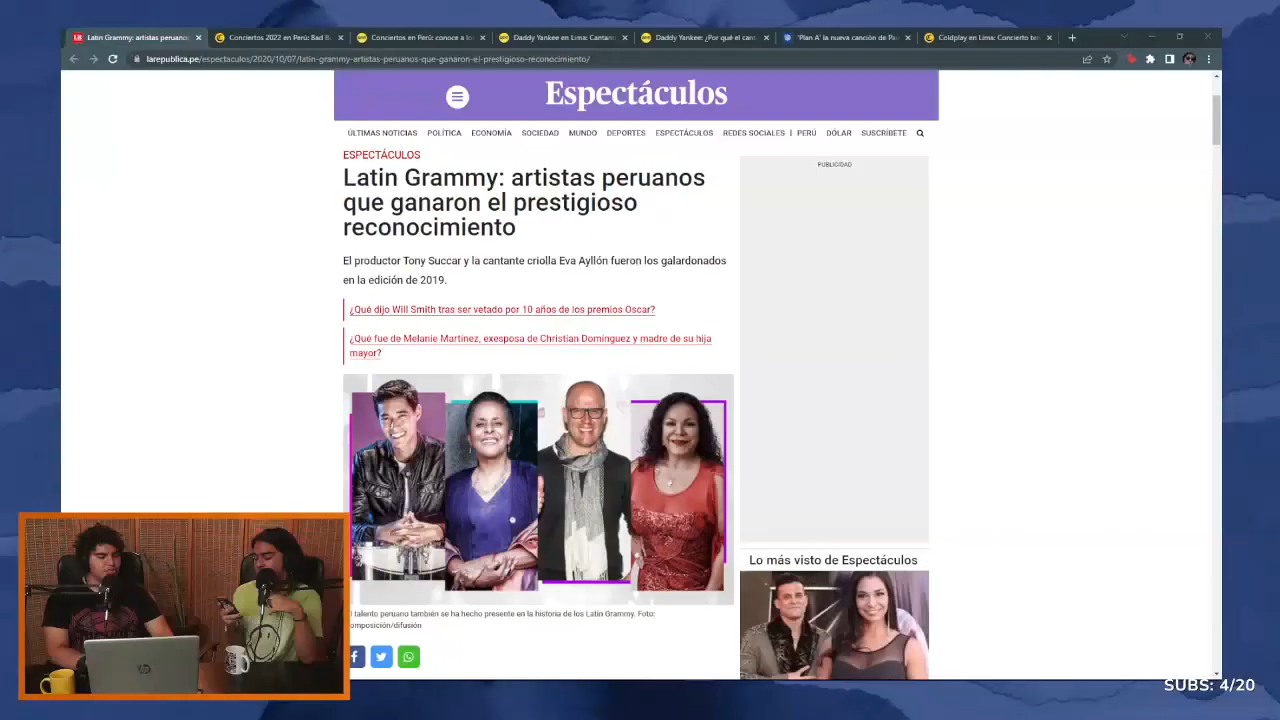 Latin Grammy: artistas peruanos
Conciertos 2022 en Perú: Bad B
Conciertos en Perú: conoce a lo
Daddy Yankee en Lima: Cantan
Daddy Yankee: ¿Por qué el cant
'Plan A' la nueva canción de Pa
Coldplay en Lima: Concierto be
larepublica.pe/espectaculos/2020/10/07/latin-grammy-artistas-peruanos-que-ganaron-el-prestigioso-reconocimiento/
Espectáculos
ÚLTIMAS NOTICIAS POLÍTICA ECONOMÍA SOCIEDAD MUNDO DEPORTES ESPECTÁCULOS REDES SOCIALES | PERÚ DÓLAR SUSCRÍBETE
ESPECTÁCULOS
Latin Grammy: artistas peruanos
que ganaron el prestigioso
reconocimiento
El productor Tony Succar y la cantante criolla Eva Ayllón fueron los galardonados
en la edición de 2019.
¿Qué dijo Will Smith tras ser vetado por 10 años de los premios Oscar?
¿Qué fue de Melanie Martínez, exesposa de Christian Domínguez y madre de su hija
mayor?
PUBLICIDAD
l talento peruano también se ha hecho presente en la historia de los Latin Grammy. Foto:
omposición/difusión
Lo más visto de Espectáculos
SUBS: 4/20